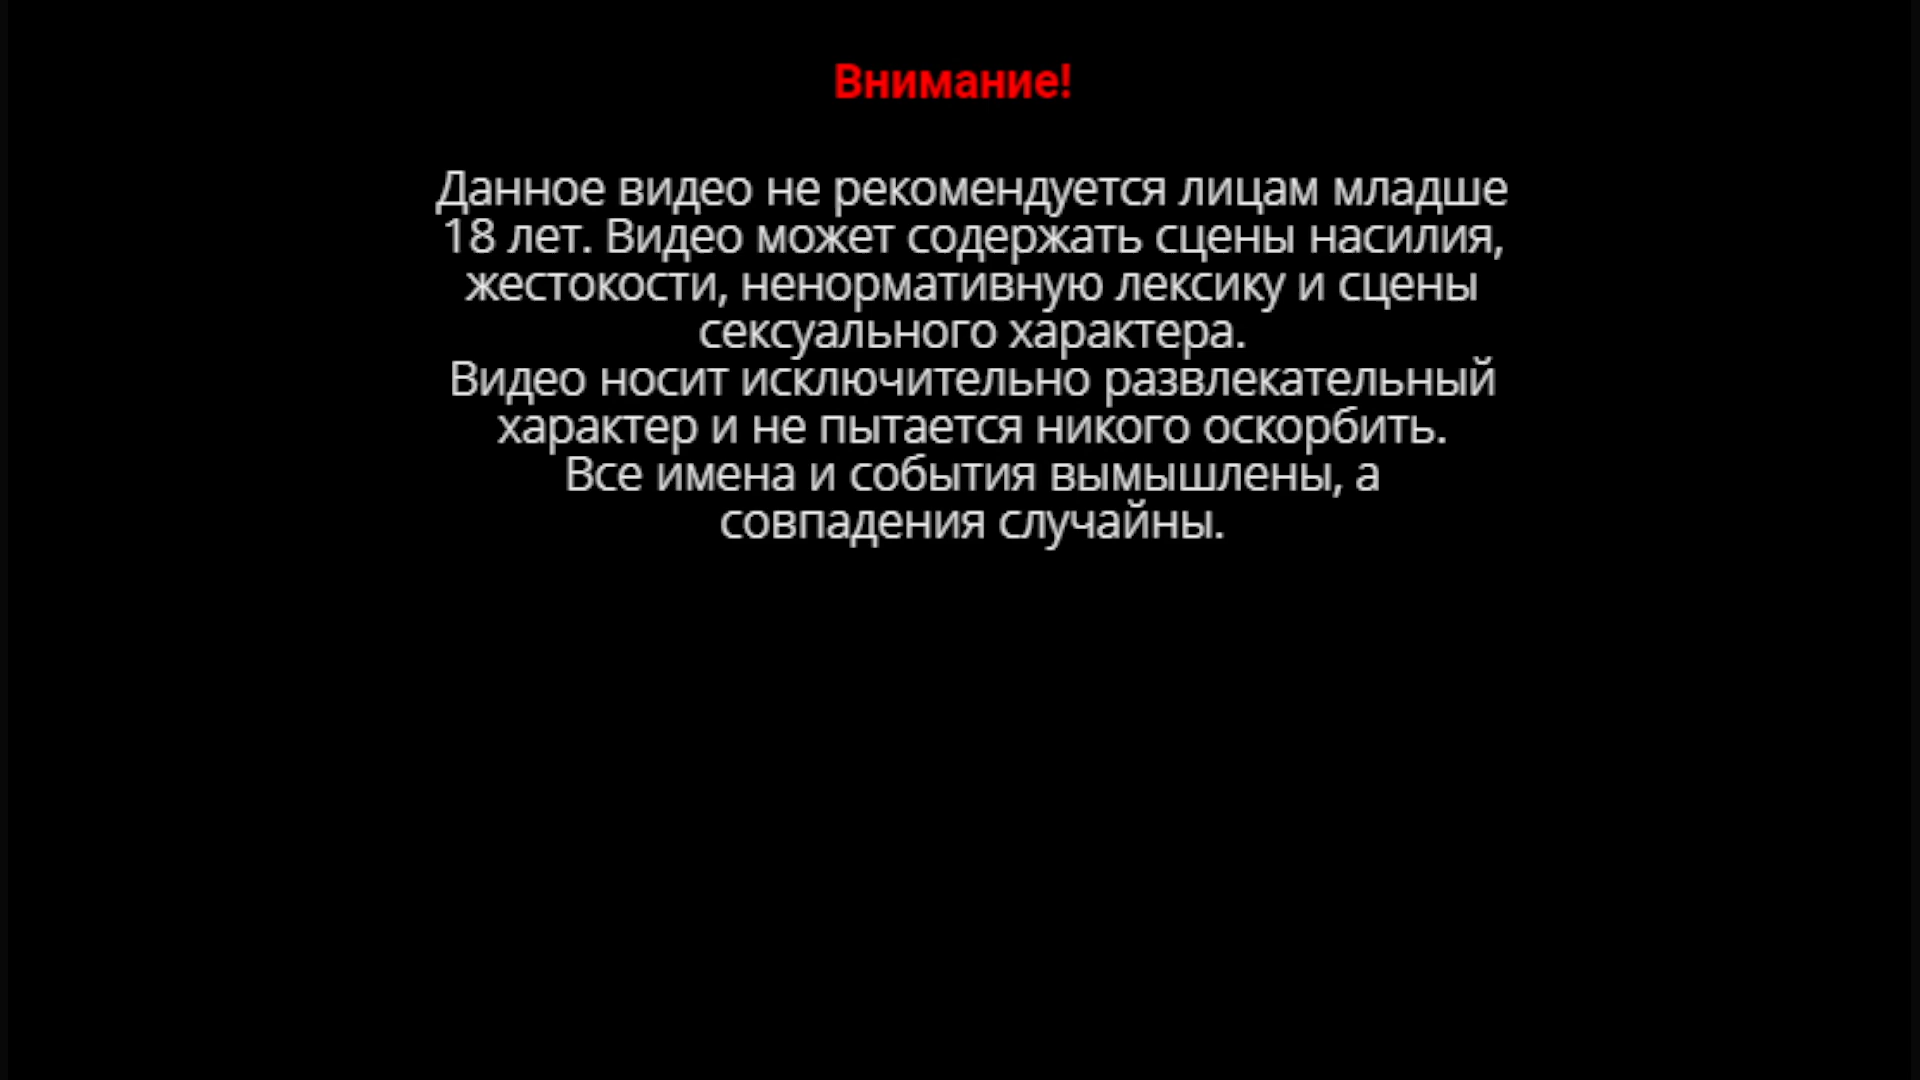 Внимание!
Данное видео не рекомендуется лицам младше
18 лет. Видео может содержать сцены насилия,
жестокости, ненормативную лексику и сцены
сексуального характера.
Видео носит исключительно развлекательный
характер и не пытается никого оскорбить.
Все имена и события вымышлены, а
совпадения случайны.